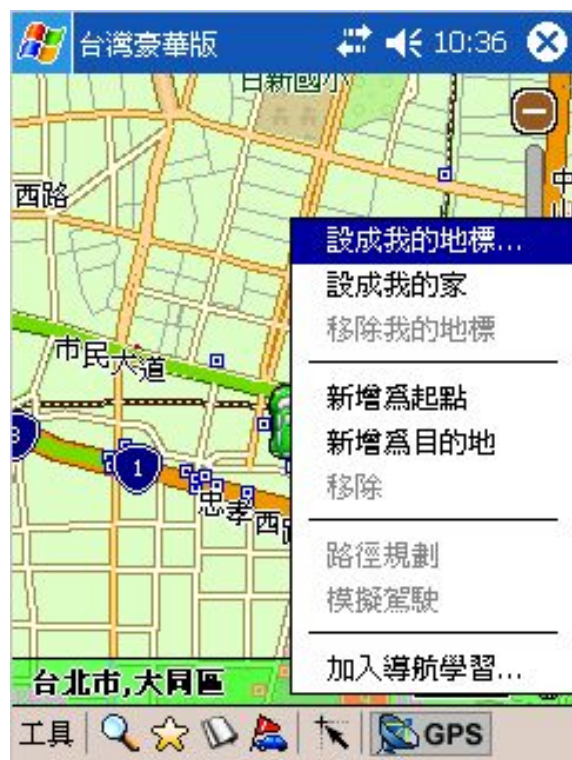 台灣豪華版 10:36
日新國小
西路
中山
設成我的地標...
設成我的家
移除我的地標
市民大道
新增爲起點
新增爲目的地
移除
3
1
忠孝西
路徑規劃
模擬駕駛
加入導航學習...
台北市,大同區
工具 GPS